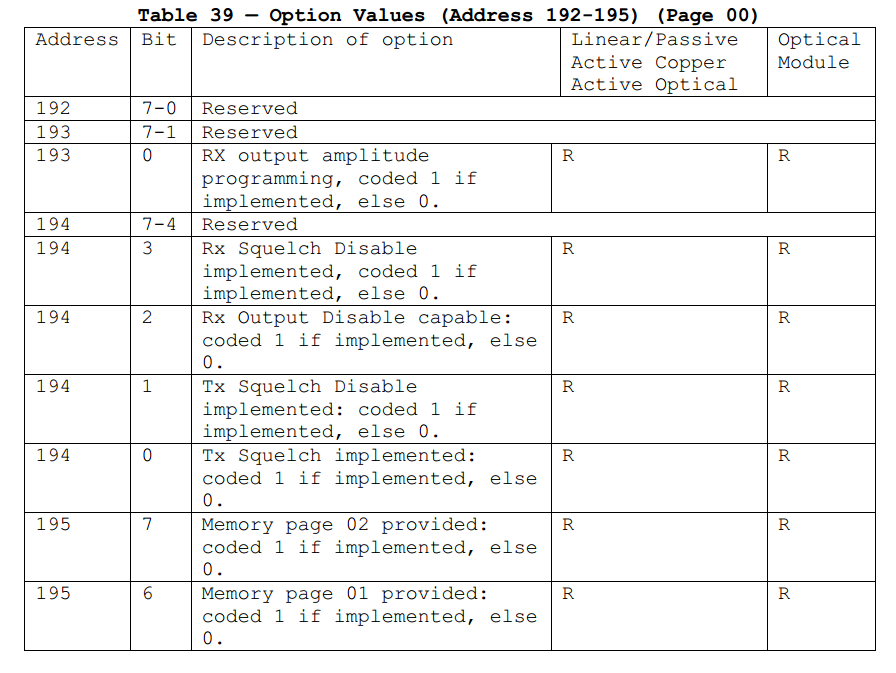 Table 39 — Option Values (Address 192-195) (Page 00)
Address Bit Description of option Linear/Passive Active Copper Active Optical Optical Module
192 7-0 Reserved
193 7-1 Reserved
193 0 RX output amplitude R R
programming, coded 1 if
implemented, else 0.
194 7-4 Reserved
194 3 Rx Squelch Disable R R
implemented, coded 1 if
implemented, else 0.
194 2 Rx Output Disable capable: R R
coded 1 if implemented, else
0.
194 1 Tx Squelch Disable R R
implemented: coded 1 if
implemented, else 0.
194 0 Tx Squelch implemented: R R
coded 1 if implemented, else
0.
195 7 Memory page 02 provided: R R
coded 1 if implemented, else
0.
195 6 Memory page 01 provided: R R
coded 1 if implemented, else
0.